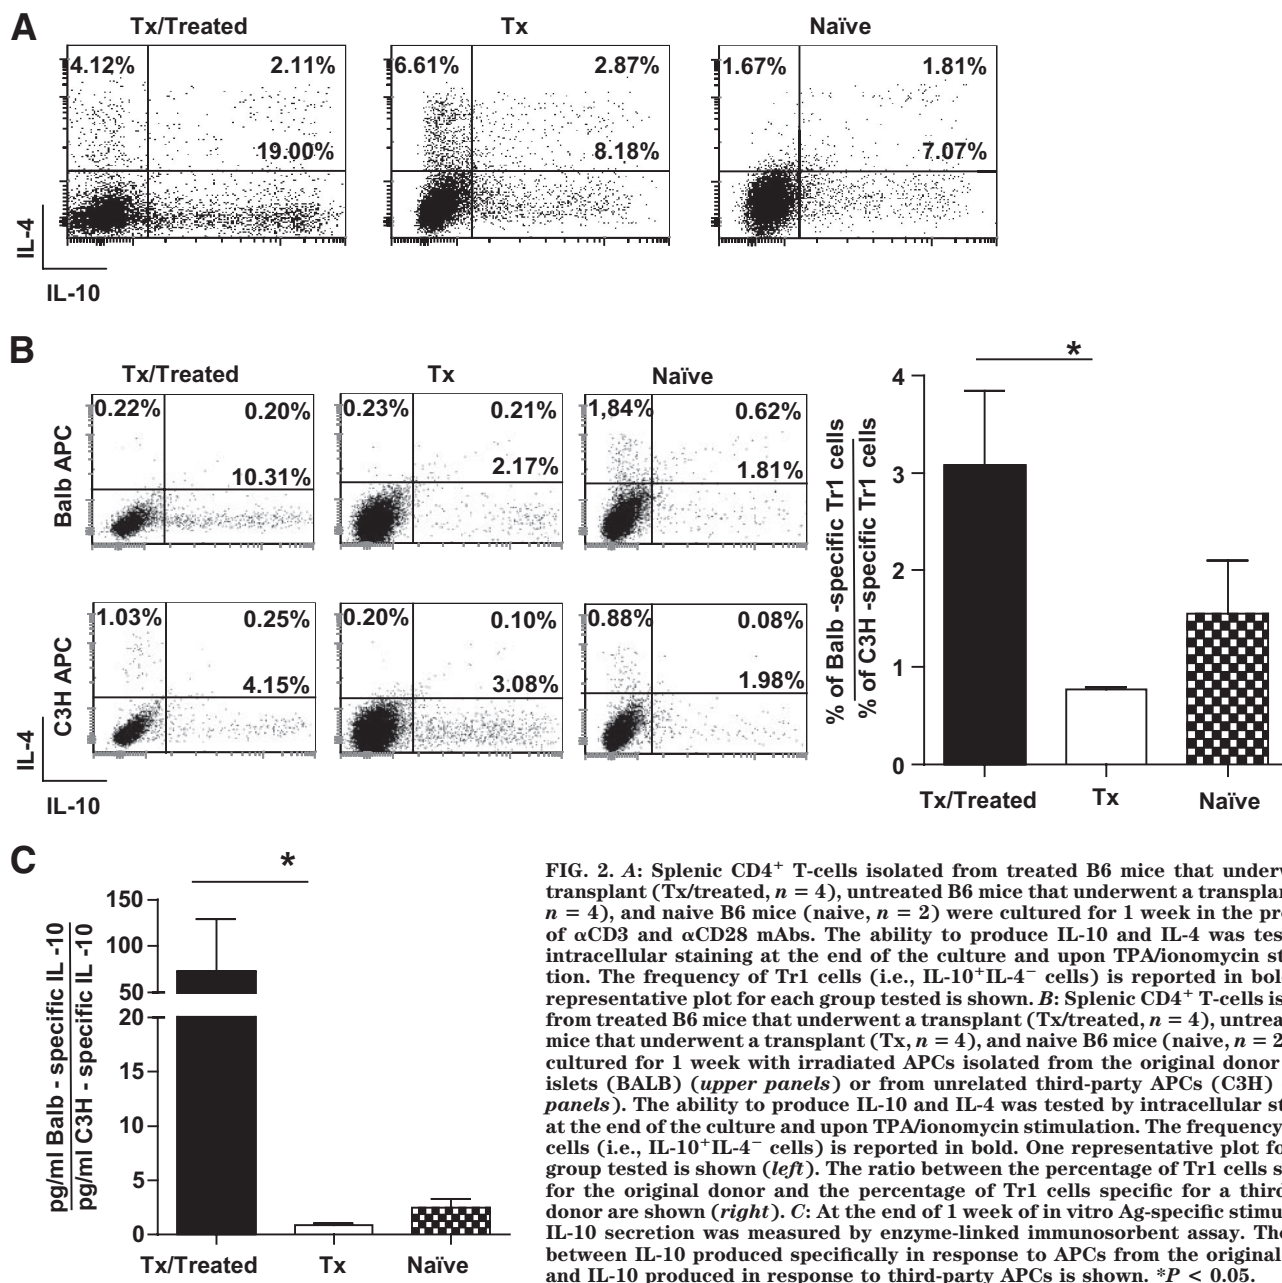 A
Tx/Treated
Tx
Naïve
4.12%
2.11%
6.61%
2.87%
1.67%
1.81%
19.00%
8.18%
7.07%
IL-4
IL-10
B
Tx/Treated
Tx
Naïve
Balb APC
0.22%
0.20%
0.23%
0.21%
1,84%
0.62%
10.31%
2.17%
1.81%
C3H APC
1.03%
0.25%
0.20%
0.10%
0.88%
0.08%
4.15%
3.08%
1.98%
IL-4
IL-10
*
% of Balb -specific Tr1 cells
% of C3H -specific Tr1 cells
4
3
2
1
0
Tx/Treated
Tx
Naïve
C
*
pg/ml Balb - specific IL -10
pg/ml C3H - specific IL -10
150
100
50
20
15
10
5
0
Tx/Treated
Tx
Naïve
FIG. 2. A: Splenic CD4⁺ T-cells isolated from treated B6 mice that underw
transplant (Tx/treated, n = 4), untreated B6 mice that underwent a transplan
n = 4), and naive B6 mice (naive, n = 2) were cultured for 1 week in the pre
of αCD3 and αCD28 mAbs. The ability to produce IL-10 and IL-4 was test
intracellular staining at the end of the culture and upon TPA/ionomycin st
tion. The frequency of Tr1 cells (i.e., IL-10⁺IL-4⁻ cells) is reported in bol
representative plot for each group tested is shown. B: Splenic CD4⁺ T-cells is
from treated B6 mice that underwent a transplant (Tx/treated, n = 4), untrea
mice that underwent a transplant (Tx, n = 4), and naive B6 mice (naive, n = 2
cultured for 1 week with irradiated APCs isolated from the original donor
islets (BALB) (upper panels) or from unrelated third-party APCs (C3H)
panels). The ability to produce IL-10 and IL-4 was tested by intracellular st
at the end of the culture and upon TPA/ionomycin stimulation. The frequency
cells (i.e., IL-10⁺IL-4⁻ cells) is reported in bold. One representative plot fo
group tested is shown (left). The ratio between the percentage of Tr1 cells s
for the original donor and the percentage of Tr1 cells specific for a third
donor are shown (right). C: At the end of 1 week of in vitro Ag-specific stimu
IL-10 secretion was measured by enzyme-linked immunosorbent assay. The
between IL-10 produced specifically in response to APCs from the original
and IL-10 produced in response to third-party APCs is shown. *P < 0.05.